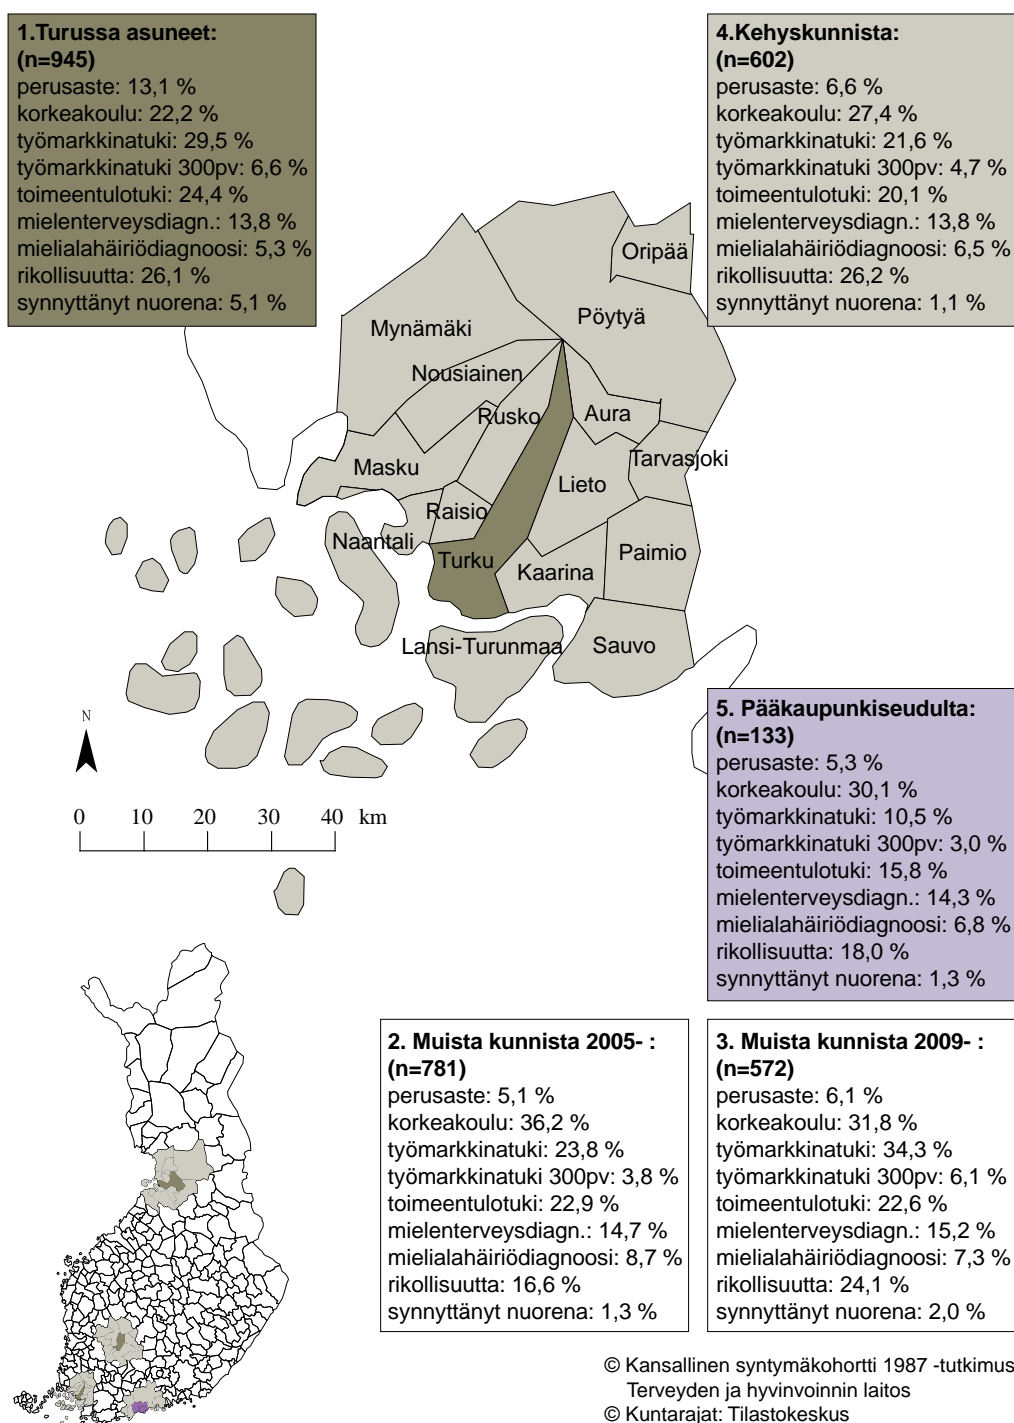 1.Turussa asuneet:
(n=945)
perusaste: 13,1 %
korkeakoulu: 22,2 %
työmarkkinatuki: 29,5 %
työmarkkinatuki 300pv: 6,6 %
toimeentulotuki: 24,4 %
mielenterveysdiagn.: 13,8 %
mielialahäiriödiagnoosi: 5,3 %
rikollisuutta: 26,1 %
synnyttänyt nuorena: 5,1 %
4.Kehyskunnista:
(n=602)
perusaste: 6,6 %
korkeakoulu: 27,4 %
työmarkkinatuki: 21,6 %
työmarkkinatuki 300pv: 4,7 %
toimeentulotuki: 20,1 %
mielenterveysdiagn.: 13,8 %
mielialahäiriödiagnoosi: 6,5 %
rikollisuutta: 26,2 %
synnyttänyt nuorena: 1,1 %
Oripää
Pöytyä
Mynämäki
Nousiainen
Rusko
Aura
Tarvasjoki
Masku
Lieto
Raisio
Naantali
Turku
Paimio
Kaarina
Lansi-Turunmaa
Sauvo
N
0 10 20 30 40 km
5. Pääkaupunkiseudulta:
(n=133)
perusaste: 5,3 %
korkeakoulu: 30,1 %
työmarkkinatuki: 10,5 %
työmarkkinatuki 300pv: 3,0 %
toimeentulotuki: 15,8 %
mielenterveysdiagn.: 14,3 %
mielialahäiriödiagnoosi: 6,8 %
rikollisuutta: 18,0 %
synnyttänyt nuorena: 1,3 %
2. Muista kunnista 2005- :
(n=781)
perusaste: 5,1 %
korkeakoulu: 36,2 %
työmarkkinatuki: 23,8 %
työmarkkinatuki 300pv: 3,8 %
toimeentulotuki: 22,9 %
mielenterveysdiagn.: 14,7 %
mielialahäiriödiagnoosi: 8,7 %
rikollisuutta: 16,6 %
synnyttänyt nuorena: 1,3 %
3. Muista kunnista 2009- :
(n=572)
perusaste: 6,1 %
korkeakoulu: 31,8 %
työmarkkinatuki: 34,3 %
työmarkkinatuki 300pv: 6,1 %
toimeentulotuki: 22,6 %
mielenterveysdiagn.: 15,2 %
mielialahäiriödiagnoosi: 7,3 %
rikollisuutta: 24,1 %
synnyttänyt nuorena: 2,0 %
© Kansallinen syntymäkohortti 1987 -tutkimus
Terveyden ja hyvinvoinnin laitos
© Kuntarajat: Tilastokeskus